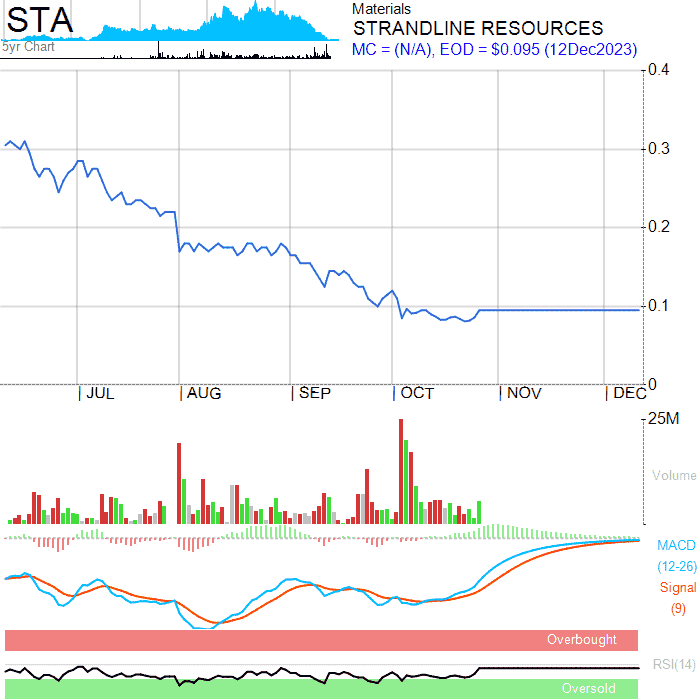 STA
5yr Chart
Materials
STRANDLINE RESOURCES
MC = (N/A), EOD = $0.095 (12Dec2023)
0.4
0.3
0.2
0.1
0
JUL AUG SEP OCT NOV DEC
25M
Volume
MACD
(12-26)
Signal
(9)
Overbought
RSI(14)
Oversold